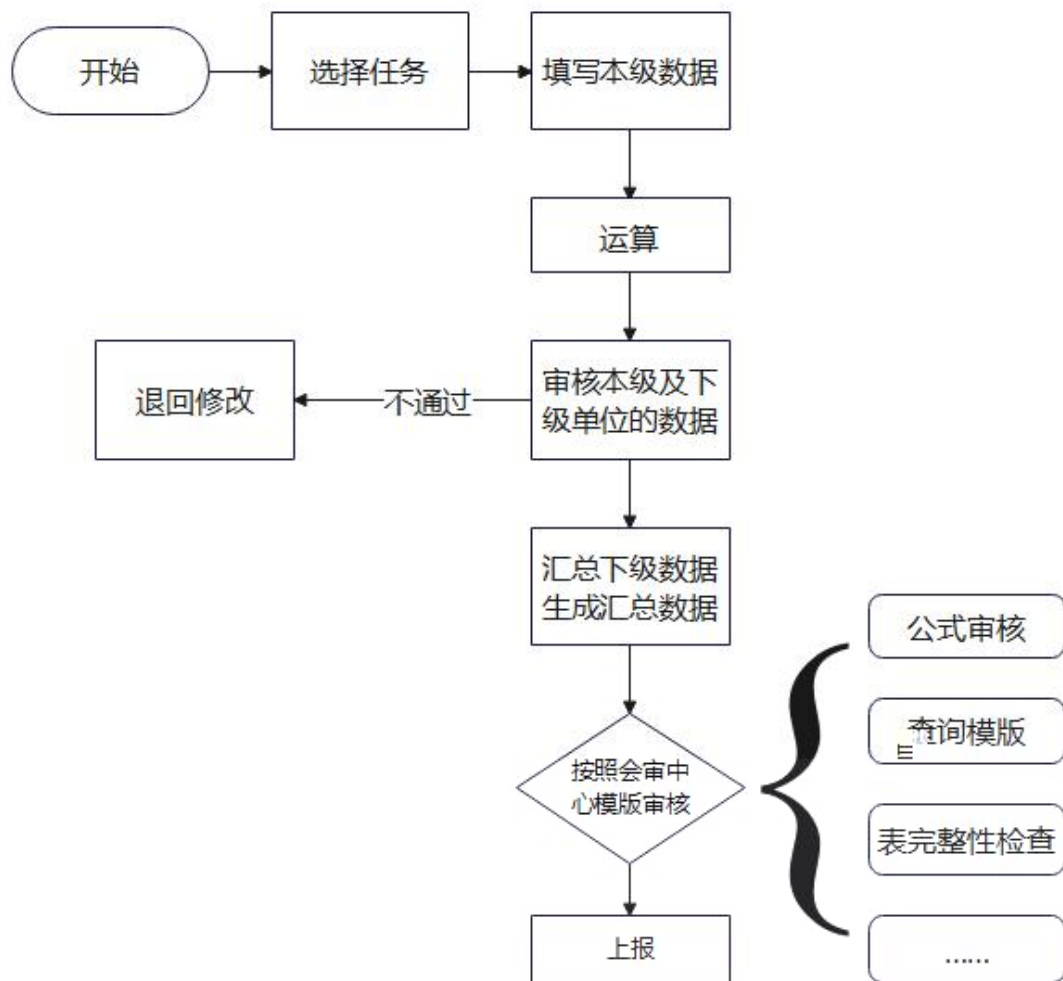 开始
选择任务
填写本级数据
运算
审核本级及下
级单位的数据
不通过
退回修改
汇总下级数据
生成汇总数据
按照会审中
心模版审核
公式审核
查询模版
表完整性检查
……
上报